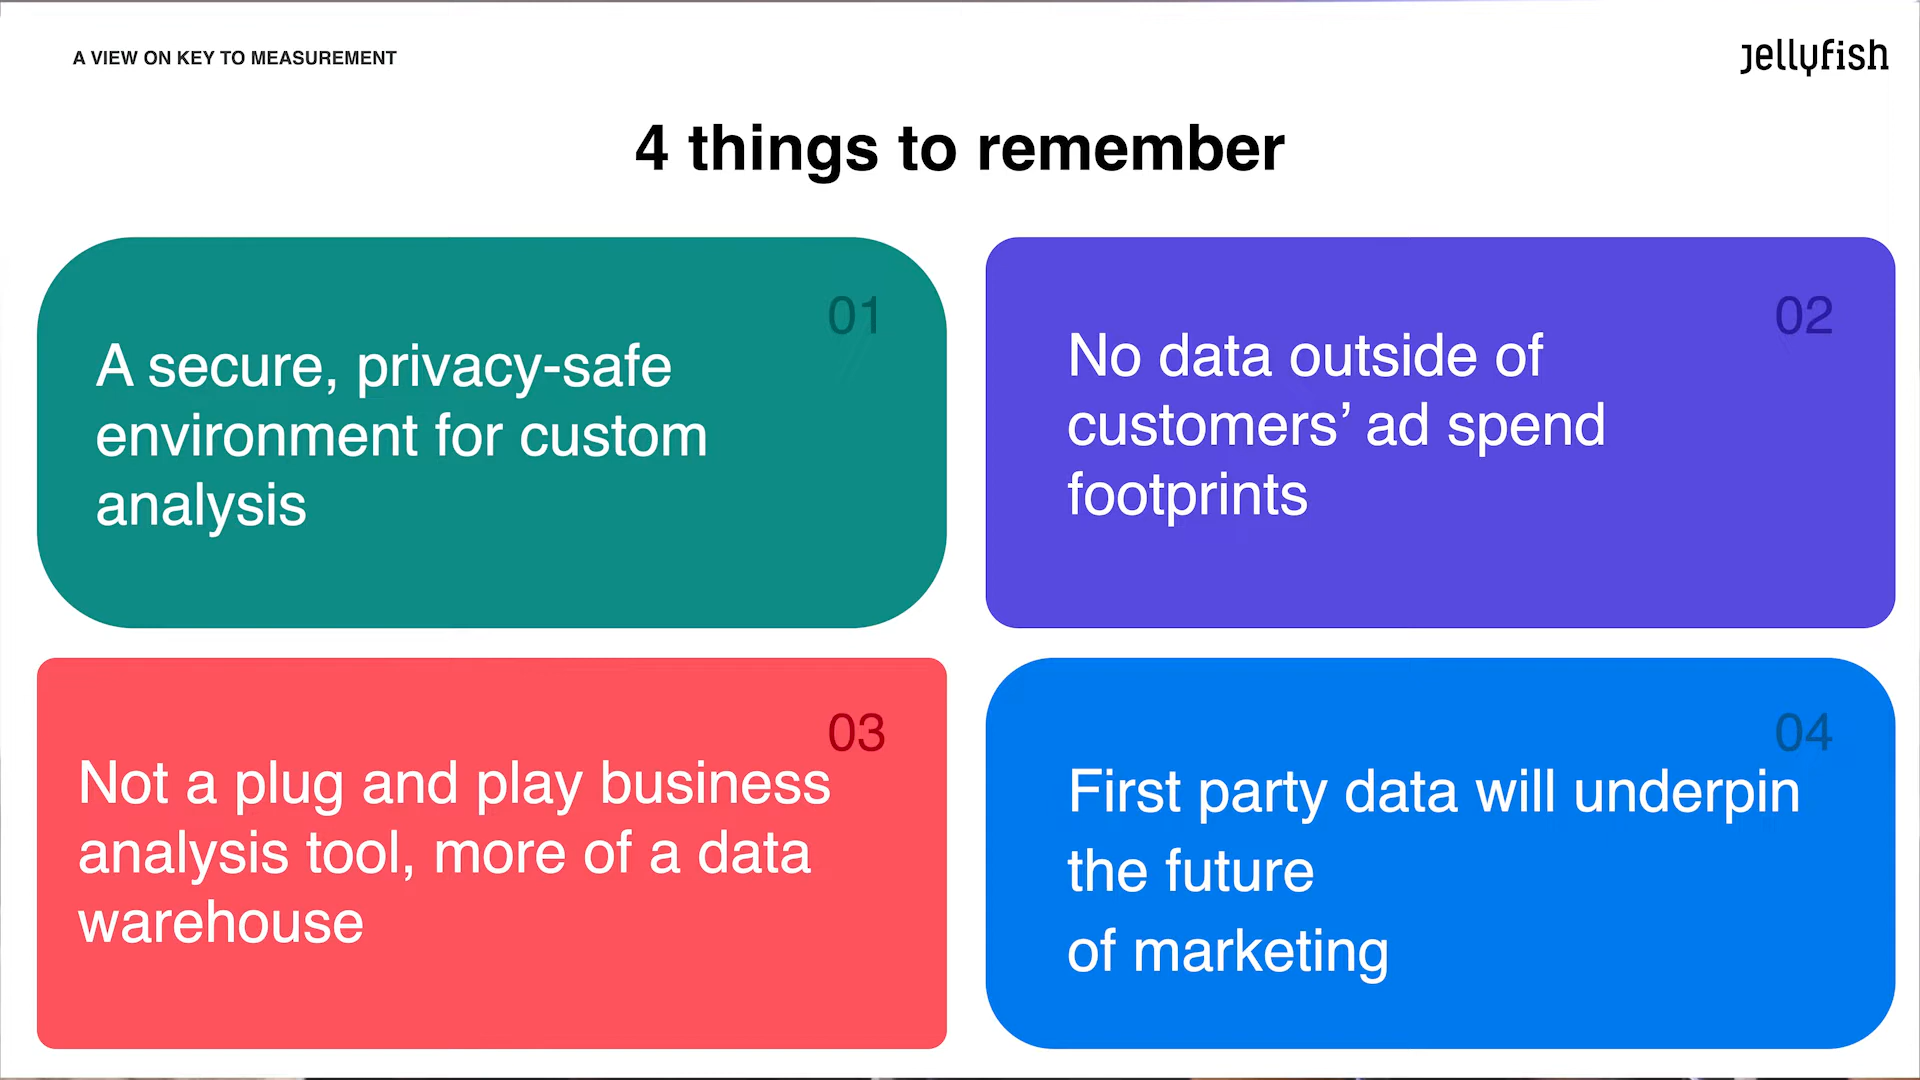 A VIEW ON KEY TO MEASUREMENT
jellyfish
4 things to remember
01
A secure, privacy-safe
environment for custom
analysis
02
No data outside of
customers’ ad spend
footprints
03
Not a plug and play business
analysis tool, more of a data
warehouse
04
First party data will underpin
the future
of marketing